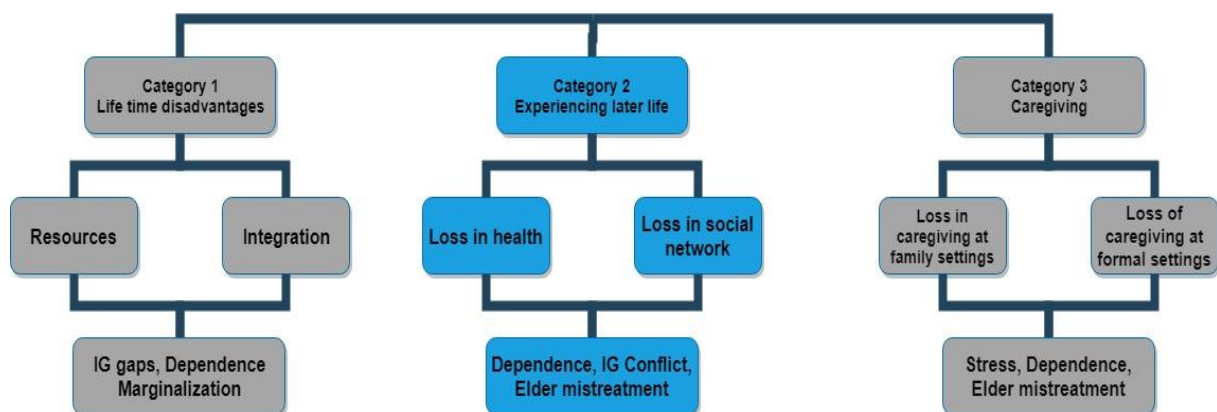 Category 1
Life time disadvantages
Category 2
Experiencing later life
Category 3
Caregiving
Resources
Integration
Loss in health
Loss in social
network
Loss in
caregiving at
family settings
Loss of
caregiving at
formal settings
IG gaps, Dependence
Marginalization
Dependence, IG Conflict,
Elder mistreatment
Stress, Dependence,
Elder mistreatment